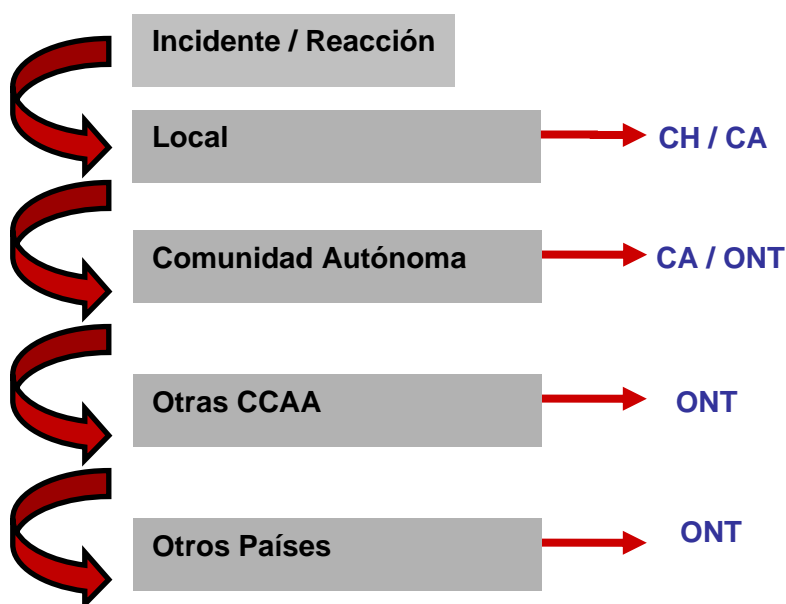 Incidente / Reacción
Local
CH / CA
Comunidad Autónoma
CA / ONT
Otras CCAA
ONT
Otros Países
ONT